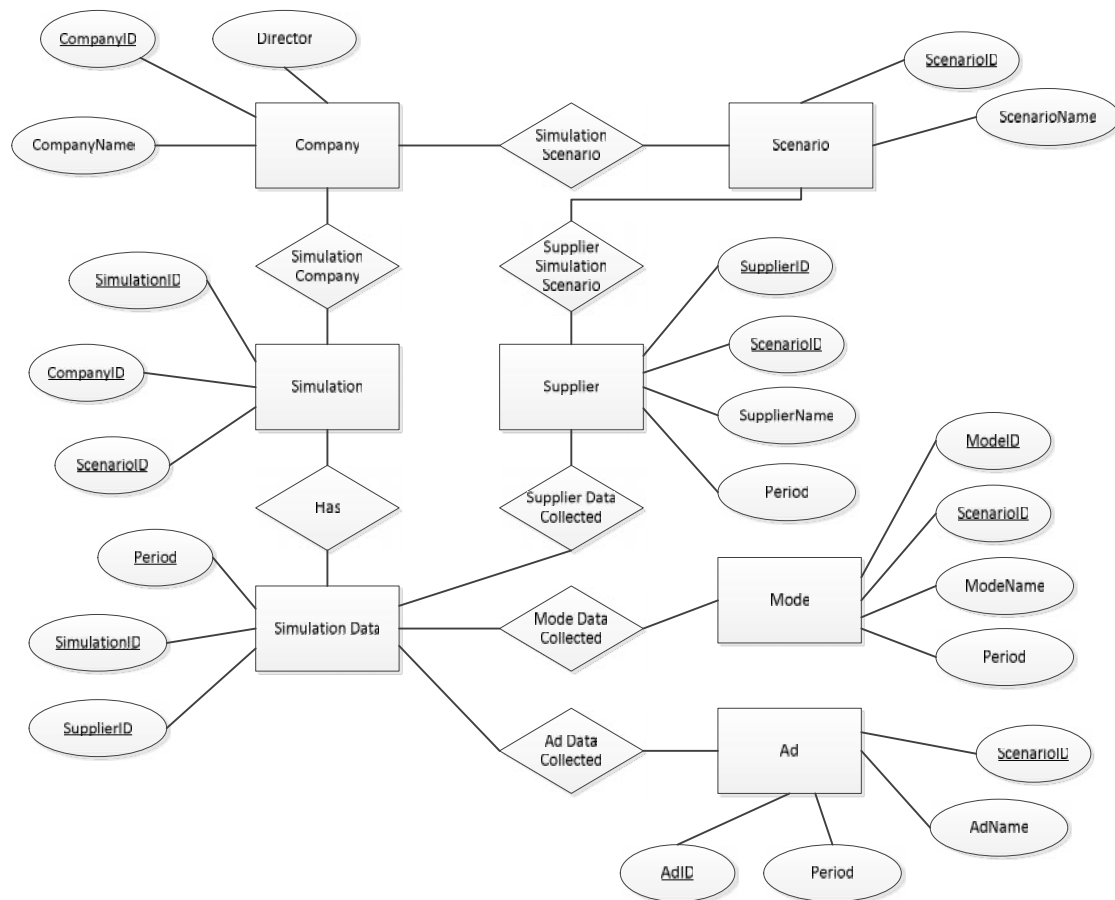 CompanyID
Director
ScenarioID
ScenarioName
CompanyName
Company
Simulation
Scenario
Scenario
Simulation
Company
Supplier
Simulation
Scenario
SupplierID
SimulationID
ScenarioID
CompanyID
Simulation
Supplier
SupplierName
ModeID
ScenarioID
Period
Has
Supplier Data
Collected
ScenarioID
Period
ModeName
Simulation Data
Mode Data
Collected
Mode
SimulationID
Period
SupplierID
Ad Data
Collected
Ad
ScenarioID
AdName
AdID
Period